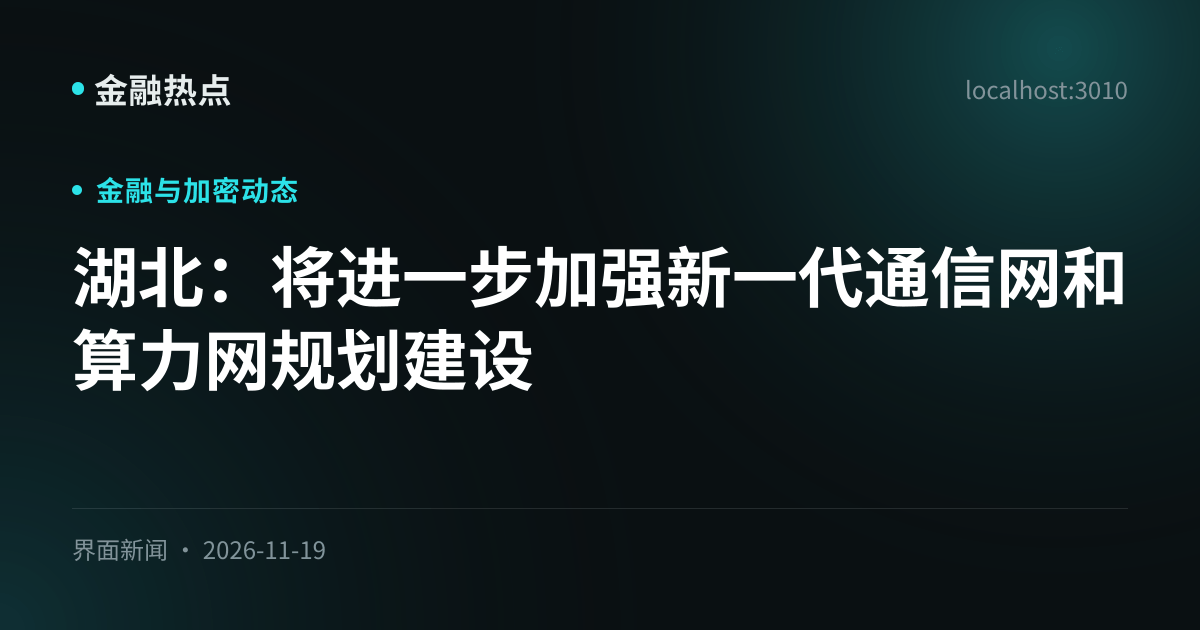 金融热点
localhost:3010
金融与加密动态
湖北：将进一步加强新一代通信网和
算力网规划建设
界面新闻 · 2026-11-19